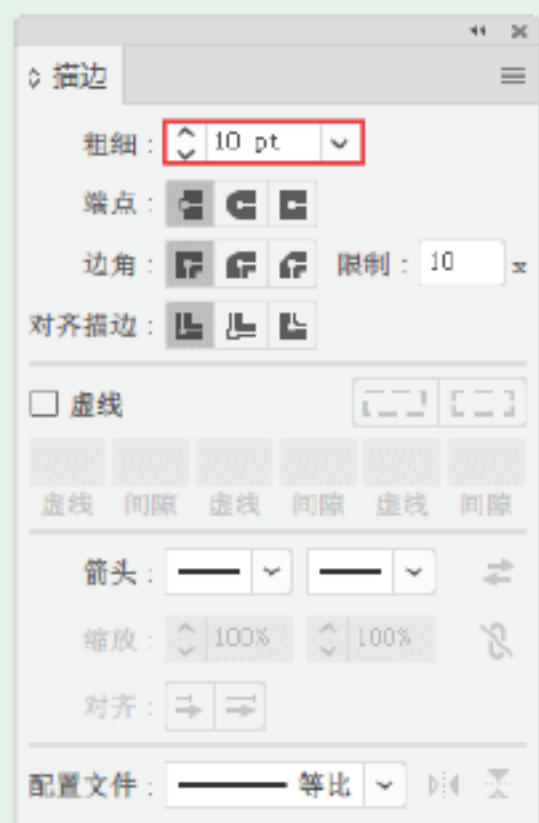 描边
粗细：10 pt
端点：
边角： 限制：10 x
对齐描边：
虚线
虚线 间隙 虚线 间隙 虚线 间隙
箭头：
缩放：100% 100%
对齐：
配置文件： 等比